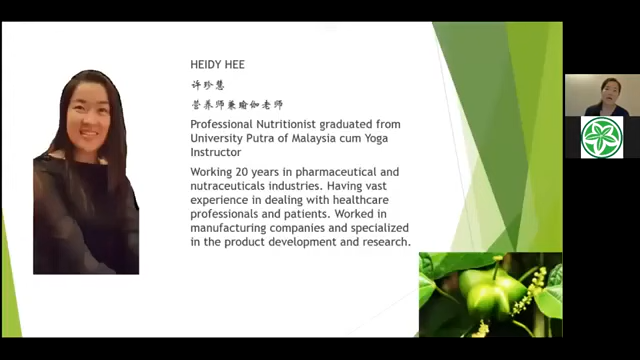 HEIDY HEE
许珍慧
营养师兼瑜伽老师
Professional Nutritionist graduated from
University Putra of Malaysia cum Yoga
Instructor
Working 20 years in pharmaceutical and
nutraceuticals industries. Having vast
experience in dealing with healthcare
professionals and patients. Worked in
manufacturing companies and specialized
in the product development and research.